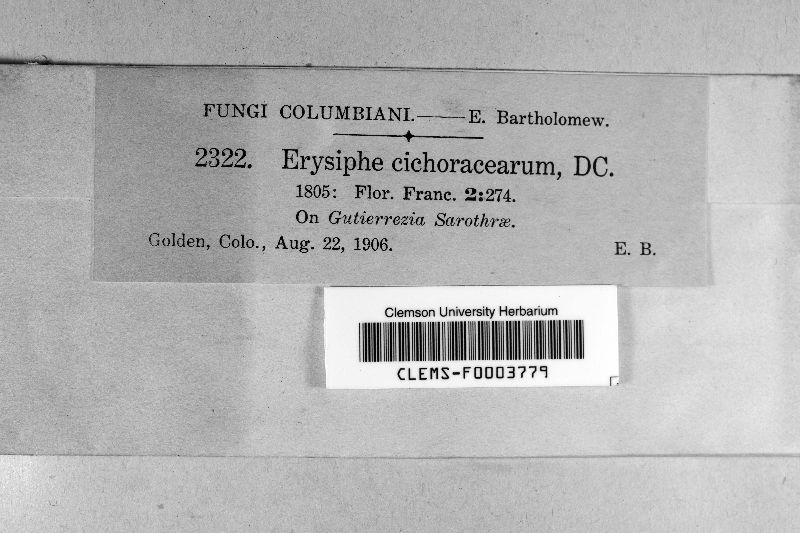 FUNGI COLUMBIANI.——E. Bartholomew.
2322. Erysiphe cichoracearum, DC.
1805: Flor. Franc. 2:274.
On Gutierrezia Sarothræ.
Golden, Colo., Aug. 22, 1906. E. B.
Clemson University Herbarium
CLEMS-F0003779